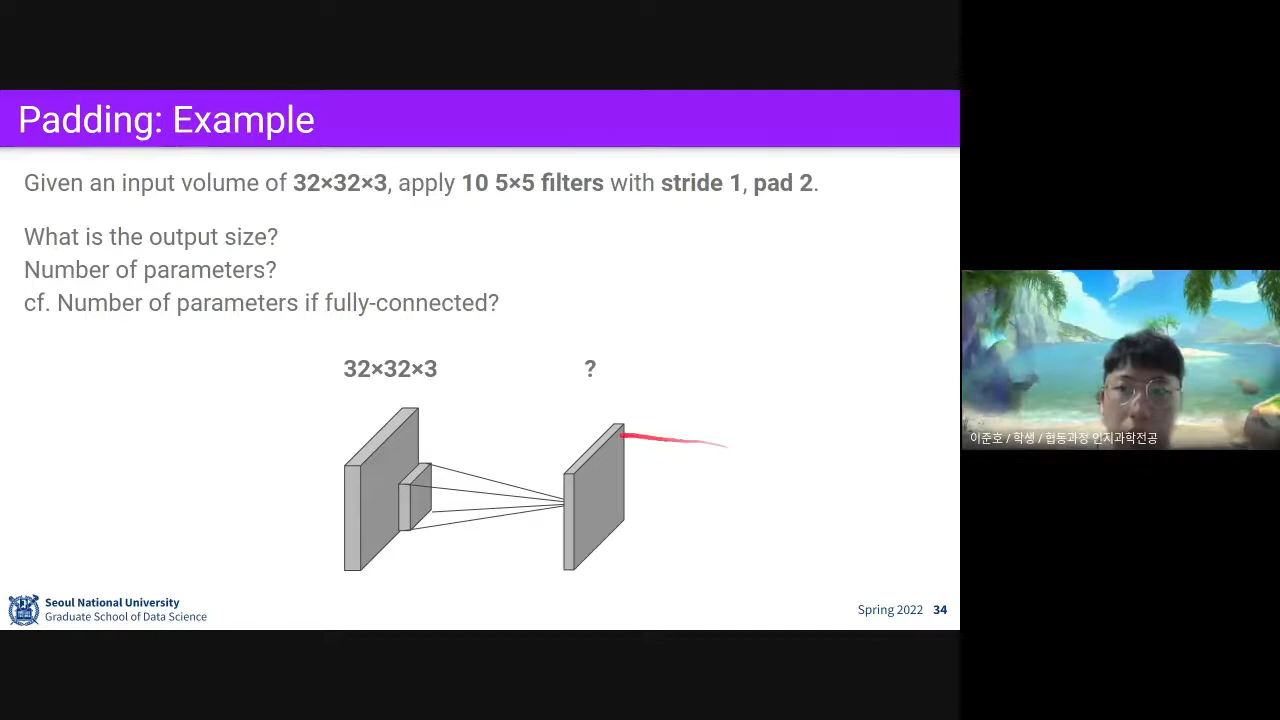 Padding: Example
Given an input volume of 32×32×3, apply 10 5×5 filters with stride 1, pad 2.
What is the output size?
Number of parameters?
cf. Number of parameters if fully-connected?
32×32×3 ?
이준호 / 학생 / 협동과정 인지과학전공
Seoul National University
Graduate School of Data Science
Spring 2022 34